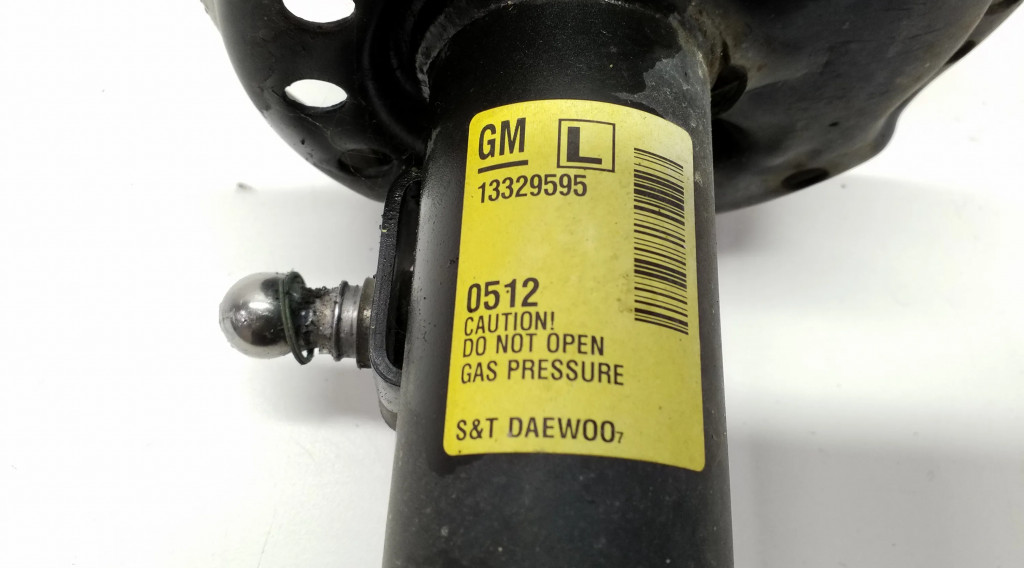 GM L
13329595
0512
CAUTION!
DO NOT OPEN
GAS PRESSURE
S&T DAEWOO7